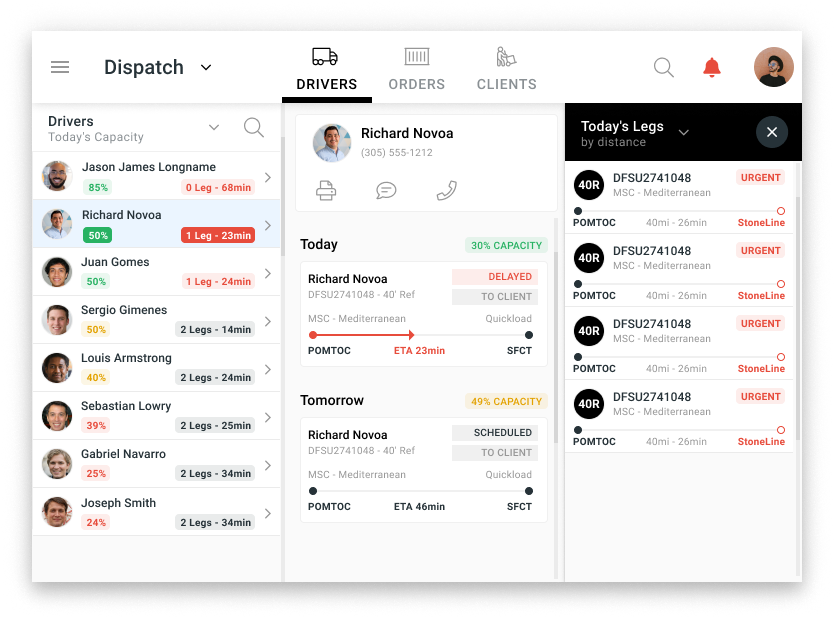 Dispatch
DRIVERS
ORDERS
CLIENTS
Drivers
Today's Capacity
Jason James Longname
85%
0 Leg - 68min
Richard Novoa
50%
1 Leg - 23min
Juan Gomes
50%
1 Leg - 24min
Sergio Gimenes
50%
2 Legs - 14min
Louis Armstrong
40%
2 Legs - 24min
Sebastian Lowry
39%
2 Legs - 25min
Gabriel Navarro
25%
2 Legs - 34min
Joseph Smith
24%
2 Legs - 34min
Richard Novoa
(305) 555-1212
Today
30% CAPACITY
Richard Novoa
DELAYED
DFSU2741048 - 40' Ref
TO CLIENT
MSC - Mediterranean
Quickload
POMTOC
ETA 23min
SFCT
Tomorrow
49% CAPACITY
Richard Novoa
SCHEDULED
DFSU2741048 - 40' Ref
TO CLIENT
MSC - Mediterranean
Quickload
POMTOC
ETA 46min
SFCT
Today's Legs
by distance
40R
DFSU2741048
URGENT
MSC - Mediterranean
POMTOC
40mi - 26min
StoneLine
40R
DFSU2741048
URGENT
MSC - Mediterranean
POMTOC
40mi - 26min
StoneLine
40R
DFSU2741048
URGENT
MSC - Mediterranean
POMTOC
40mi - 26min
StoneLine
40R
DFSU2741048
URGENT
MSC - Mediterranean
POMTOC
40mi - 26min
StoneLine